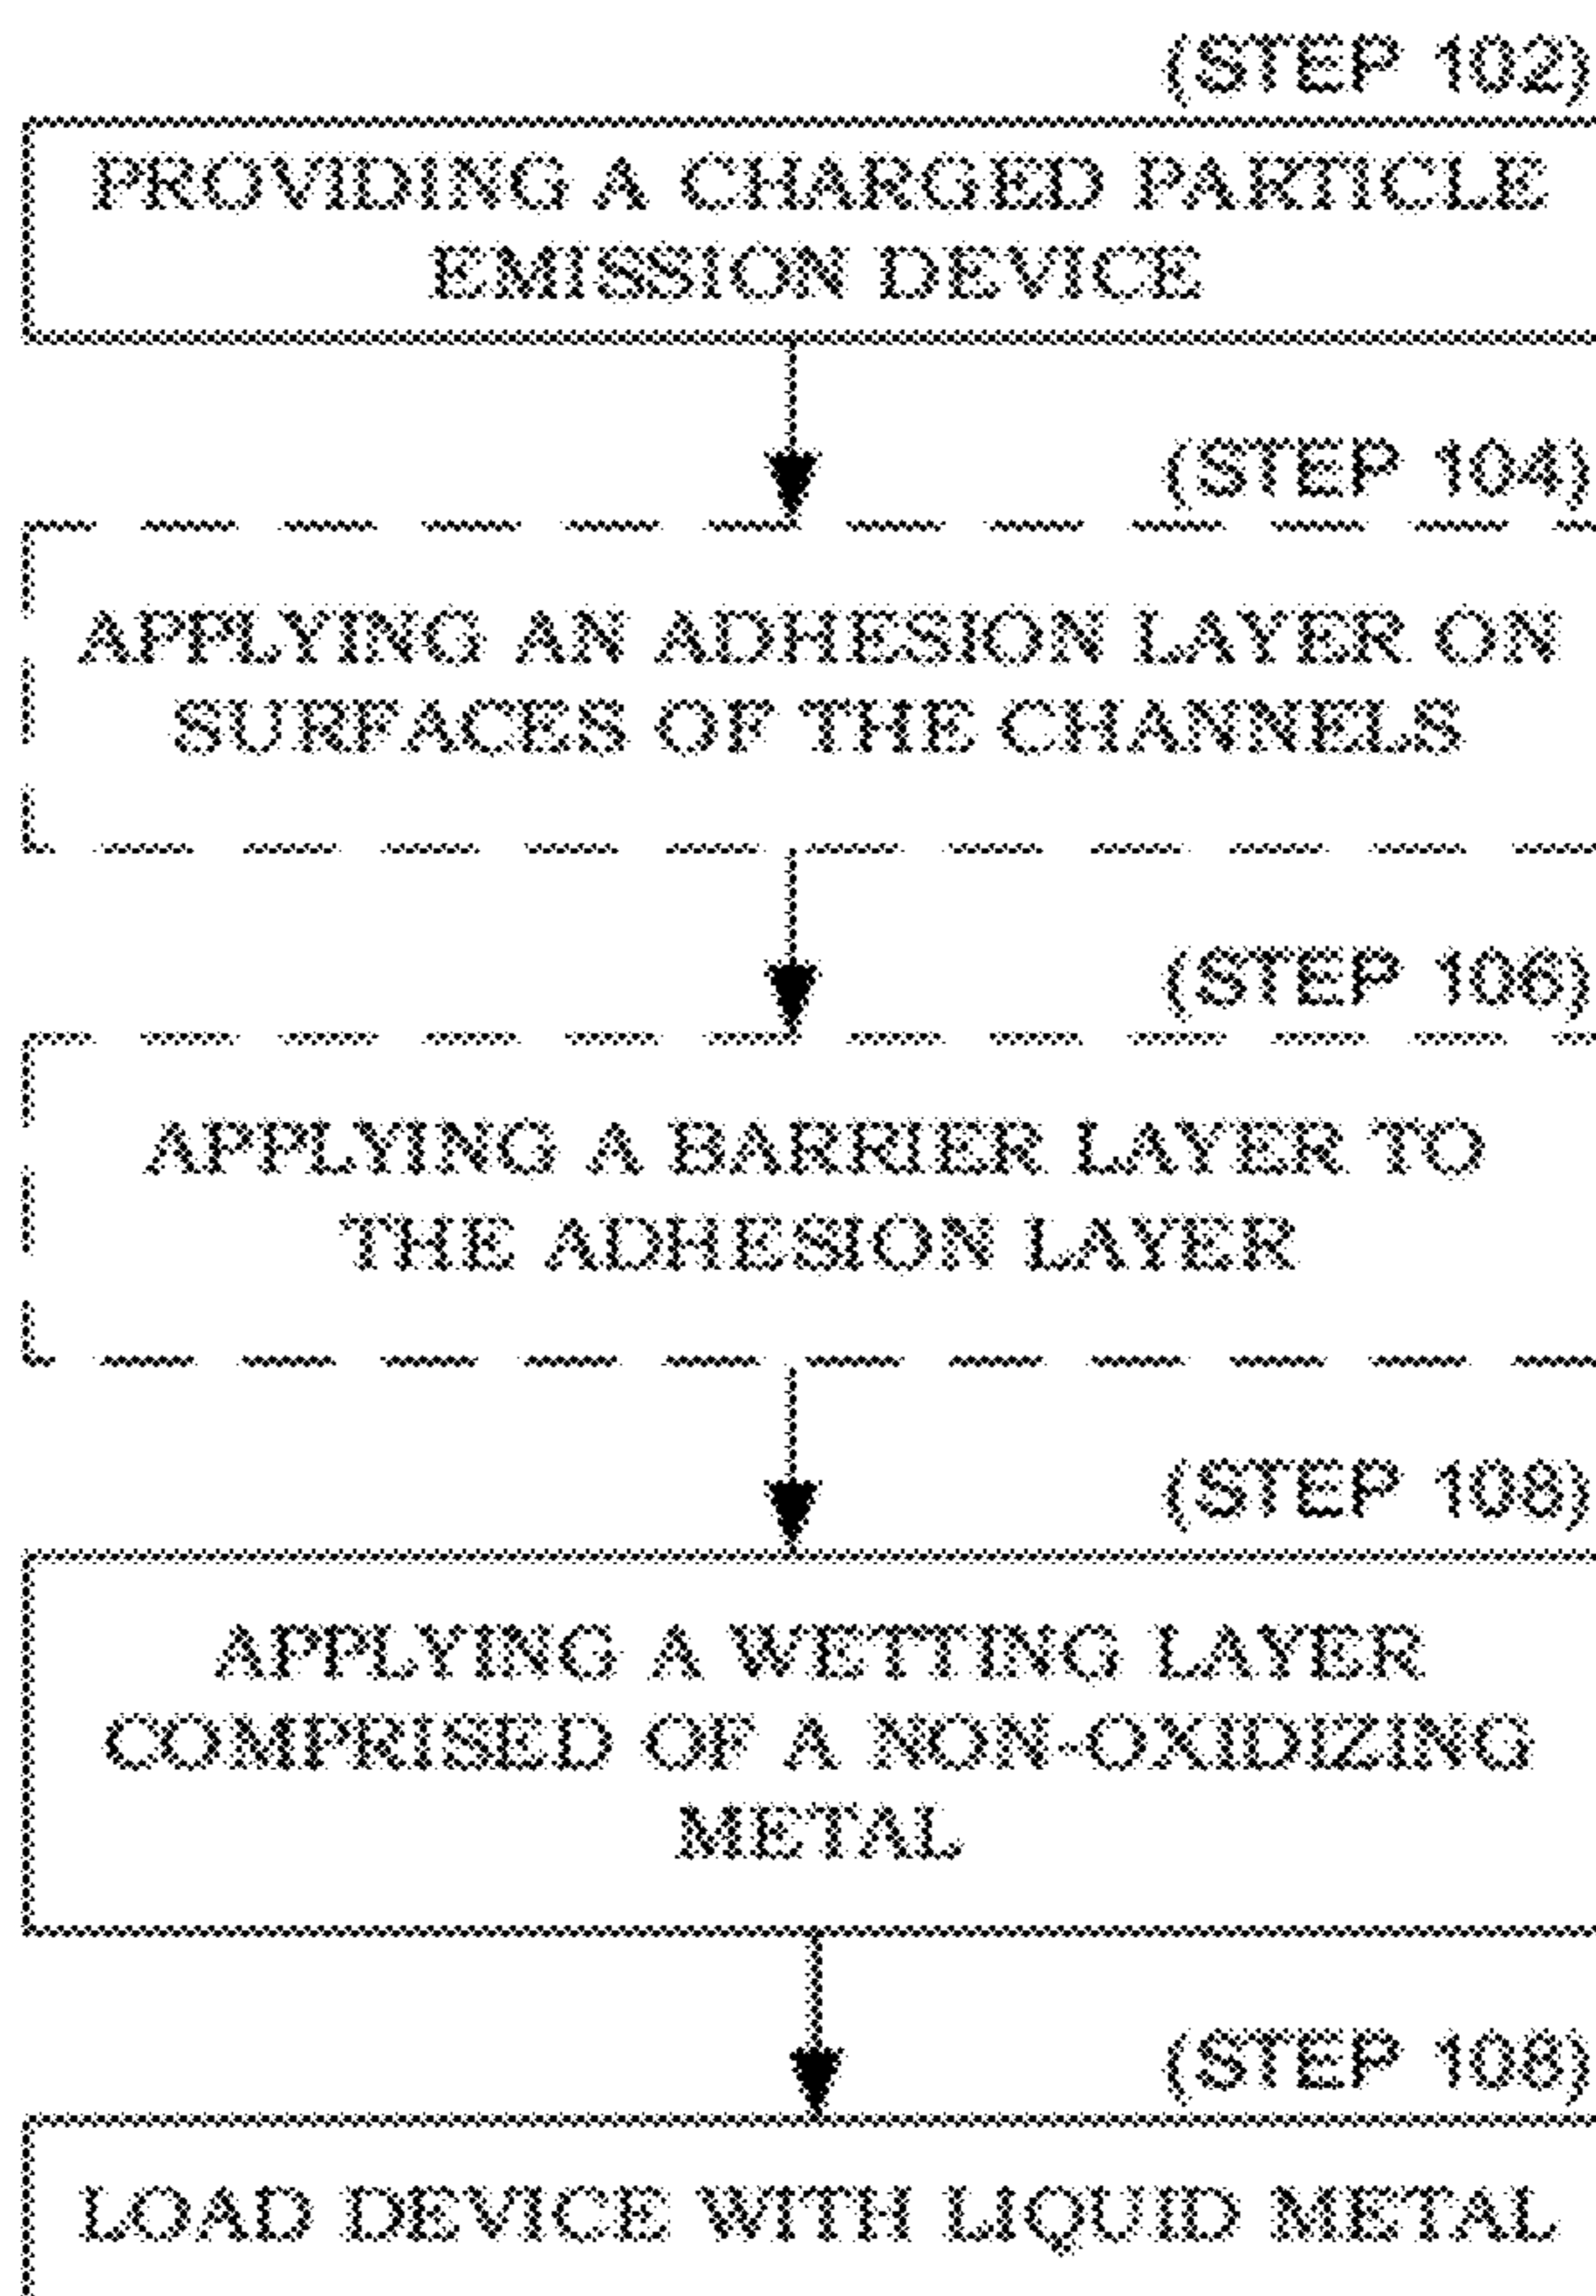 (STEP 102)
PROVIDING A CHARGED PARTICLE
EMISSION DEVICE
(STEP 104)
APPLYING AN ADHESION LAYER ON
SURFACES OF THE CHANNELS
(STEP 106)
APPLYING A BARRIER LAYER TO
THE ADHESION LAYER
(STEP 108)
APPLYING A WETTING LAYER
COMPRISED OF A NON-OXIDIZING
METAL
(STEP 108)
LOAD DEVICE WITH LIQUID METAL